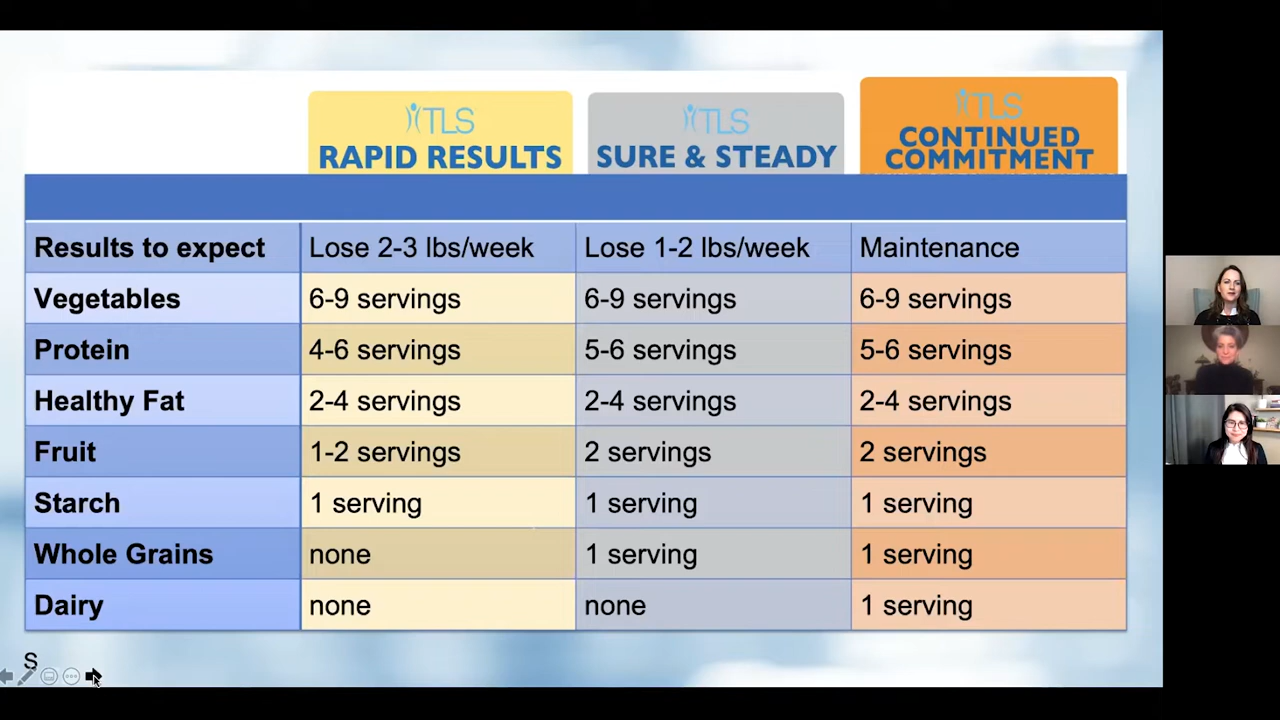 TLS
RAPID RESULTS
TLS
SURE & STEADY
TLS
CONTINUED
COMMITMENT
Results to expect Lose 2-3 lbs/week Lose 1-2 lbs/week Maintenance
Vegetables 6-9 servings 6-9 servings 6-9 servings
Protein 4-6 servings 5-6 servings 5-6 servings
Healthy Fat 2-4 servings 2-4 servings 2-4 servings
Fruit 1-2 servings 2 servings 2 servings
Starch 1 serving 1 serving 1 serving
Whole Grains none 1 serving 1 serving
Dairy none none 1 serving
S